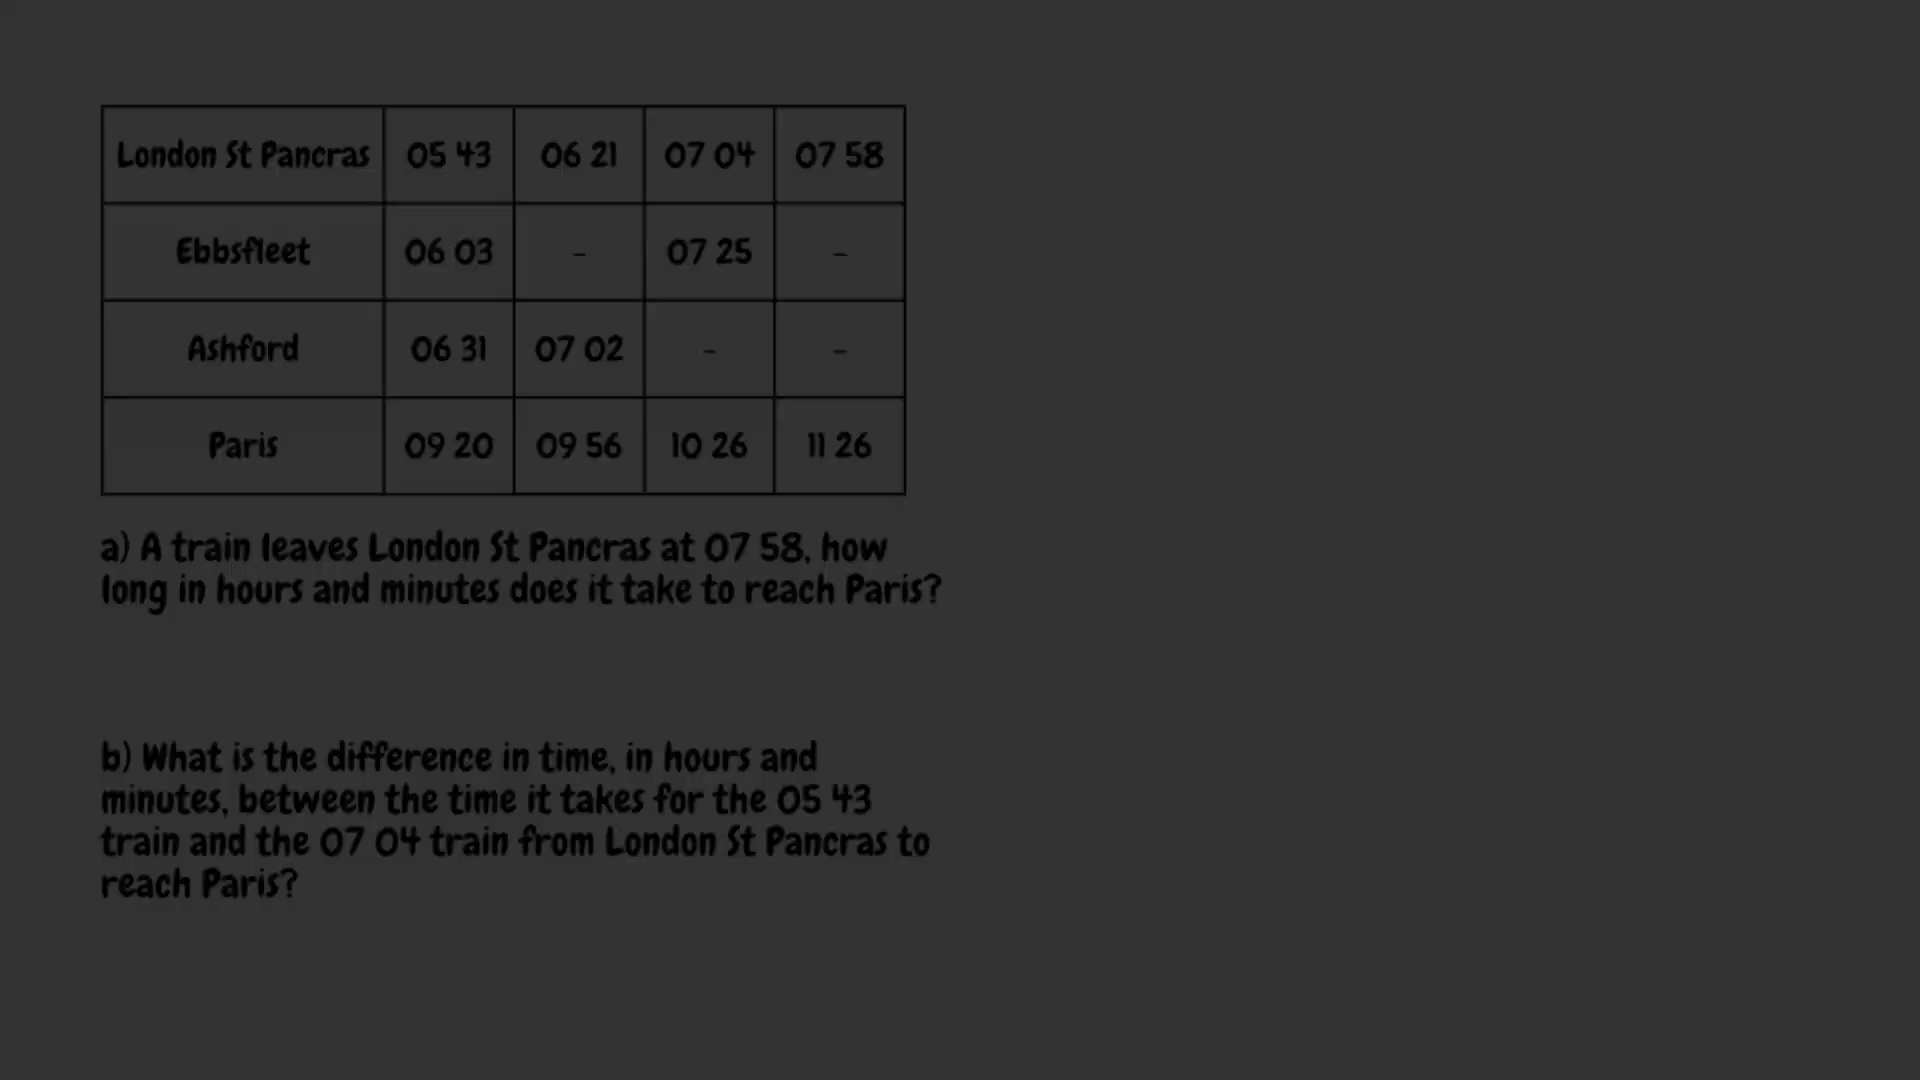 London St Pancras 05 43 06 21 07 04 07 58
Ebbsfleet 06 03 - 07 25 -
Ashford 06 31 07 02 - -
Paris 09 20 09 56 10 26 11 26
a) A train leaves London St Pancras at 07 58, how
long in hours and minutes does it take to reach Paris?
b) What is the difference in time, in hours and
minutes, between the time it takes for the 05 43
train and the 07 04 train from London St Pancras to
reach Paris?